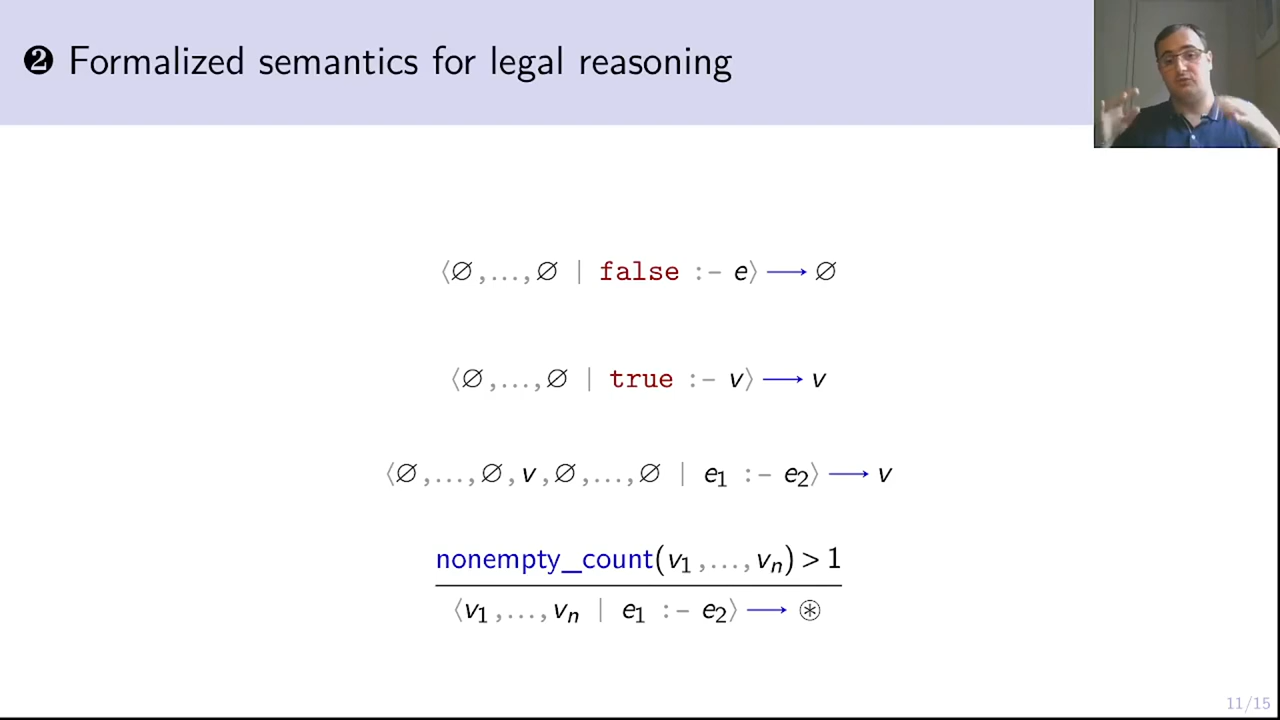 ❷ Formalized semantics for legal reasoning
⟨∅ ,…, ∅ | false :– e⟩ ⟶ ∅
⟨∅ ,…, ∅ | true :– v⟩ ⟶ v
⟨∅ ,…, ∅ , v , ∅ ,…, ∅ | e₁ :– e₂⟩ ⟶ v
nonempty_count(v₁ ,…, vₙ) > 1
⟨v₁ ,…, vₙ | e₁ :– e₂⟩ ⟶ ⊛
11/15